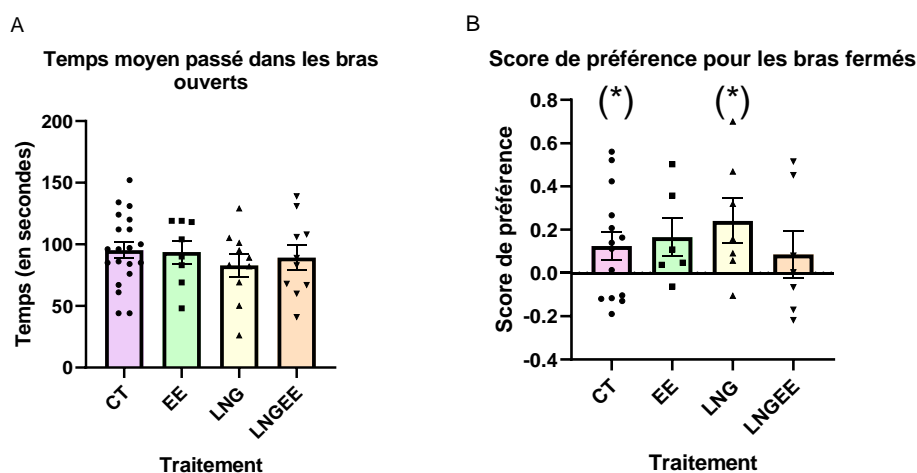 A
Temps moyen passé dans les bras
ouverts
Temps (en secondes)
200
150
100
50
0
CT
EE
LNG
LNGEE
Traitement
B
Score de préférence pour les bras fermés
(*)
(*)
Score de préférence
0.8
0.6
0.4
0.2
0.0
-0.2
-0.4
CT
EE
LNG
LNGEE
Traitement